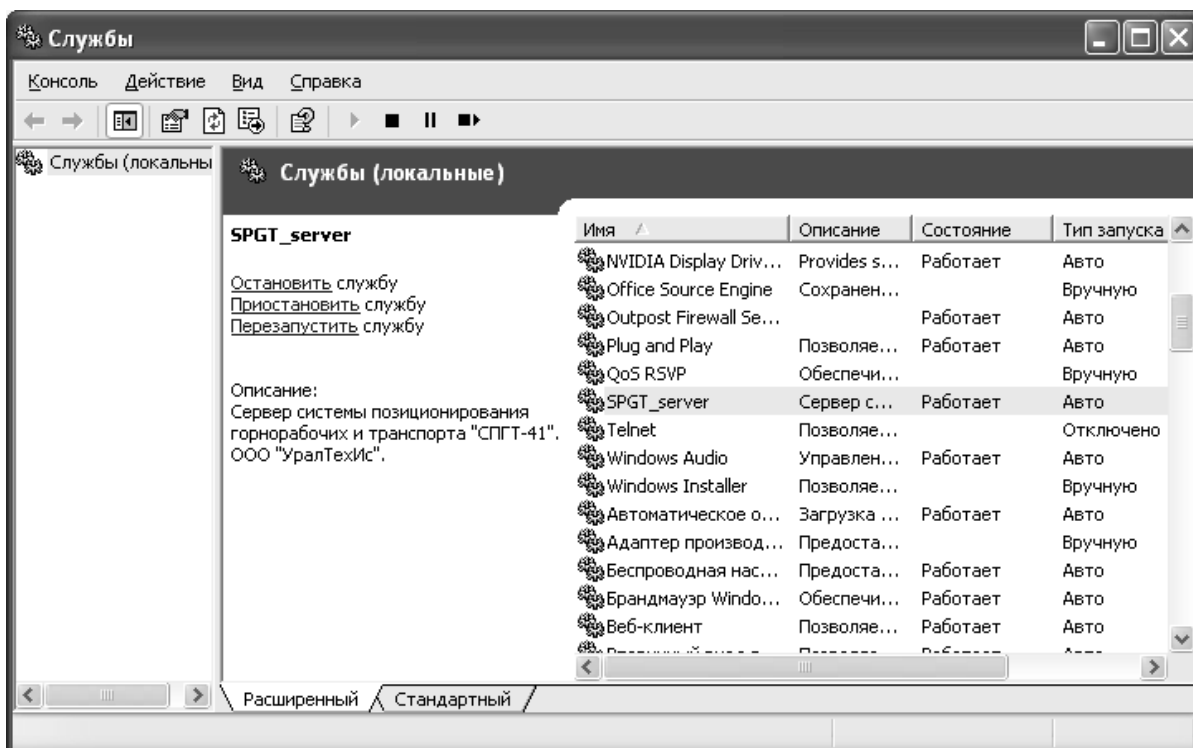 Службы
Консоль Действие Вид Справка
Службы (локальны
Службы (локальные)
SPGT_server
Остановить службу
Приостановить службу
Перезапустить службу
Описание:
Сервер системы позиционирования
горнорабочих и транспорта "СПГТ-41".
ООО "УралТехИс".
Имя Описание Состояние Тип запуска
NVIDIA Display Driv... Provides s... Работает Авто
Office Source Engine Сохранен... Вручную
Outpost Firewall Se... Работает Авто
Plug and Play Позволяе... Работает Авто
QoS RSVP Обеспечи... Вручную
SPGT_server Сервер с... Работает Авто
Telnet Позволяе... Отключено
Windows Audio Управлен... Работает Авто
Windows Installer Позволяе... Вручную
Автоматическое о... Загрузка ... Работает Авто
Адаптер производ... Предоста... Вручную
Беспроводная нас... Предоста... Работает Авто
Брандмауэр Windo... Обеспечи... Работает Авто
Веб-клиент Позволяе... Работает Авто
Расширенный Стандартный